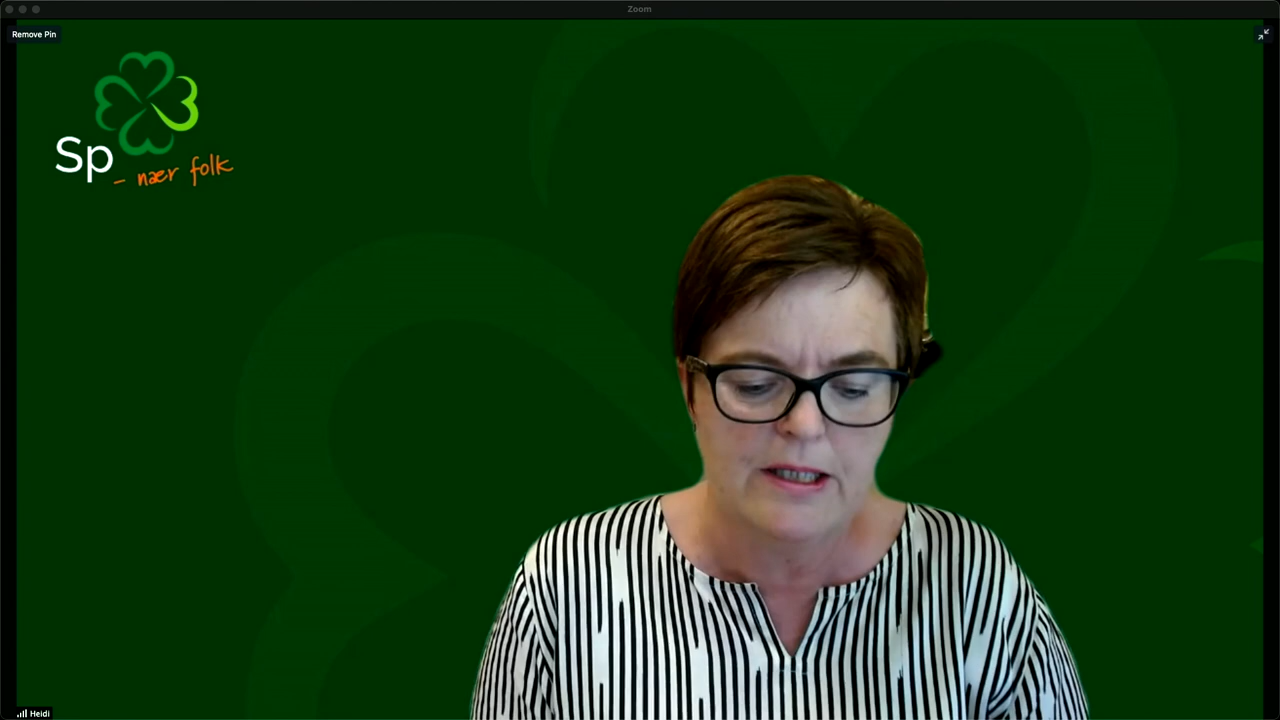 Zoom
Remove Pin
Sp
– nær folk
Heidi